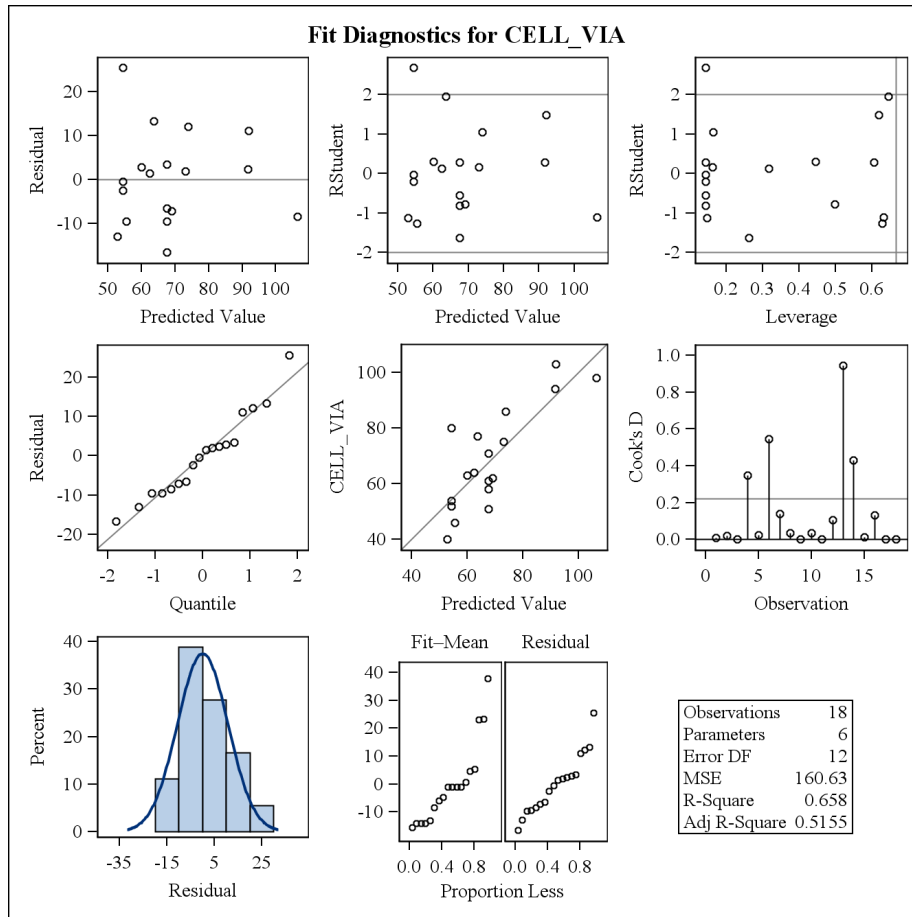 Fit Diagnostics for CELL_VIA
20
10
0
-10
Residual
50 60 70 80 90 100
Predicted Value
2
1
0
-1
-2
RStudent
50 60 70 80 90 100
Predicted Value
2
1
0
-1
-2
RStudent
0.2 0.3 0.4 0.5 0.6
Leverage
20
10
0
-10
-20
Residual
-2 -1 0 1 2
Quantile
100
80
60
40
CELL_VIA
40 60 80 100
Predicted Value
1.0
0.8
0.6
0.4
0.2
0.0
Cook's D
0 5 10 15
Observation
40
30
20
10
0
Percent
-35 -15 5 25
Residual
Fit–Mean Residual
40
30
20
10
0
-10
0.0 0.4 0.8 0.0 0.4 0.8
Proportion Less
Observations 18
Parameters 6
Error DF 12
MSE 160.63
R-Square 0.658
Adj R-Square 0.5155